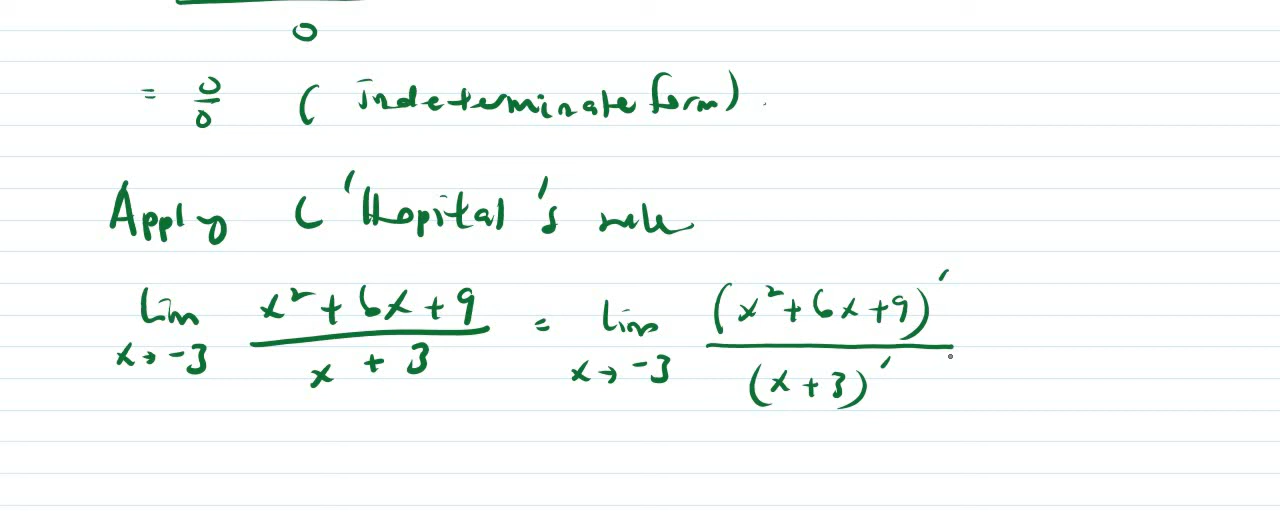 0
= 0/0 ( indeterminate form) .
Apply L'Hopital's rule
lim x→-3 (x² + 6x + 9)/(x + 3) = lim x→-3 (x² + 6x + 9)'/(x + 3)'